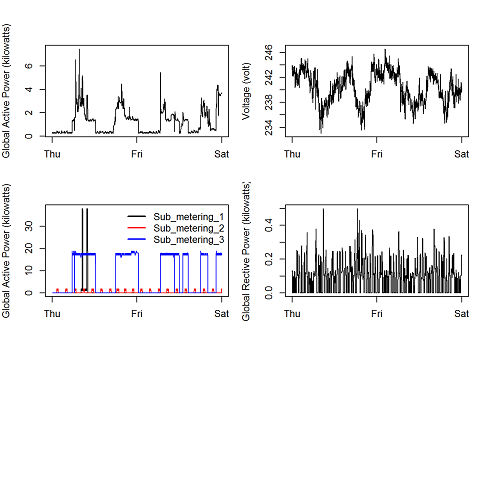 Global Active Power (kilowatts)
0 2 4 6
Thu Fri Sat
Voltage (volt)
234 238 242 246
Thu Fri Sat
Global Active Power (kilowatts)
0 10 20 30
Sub_metering_1
Sub_metering_2
Sub_metering_3
Thu Fri Sat
Global Rective Power (kilowatts)
0.0 0.2 0.4
Thu Fri Sat